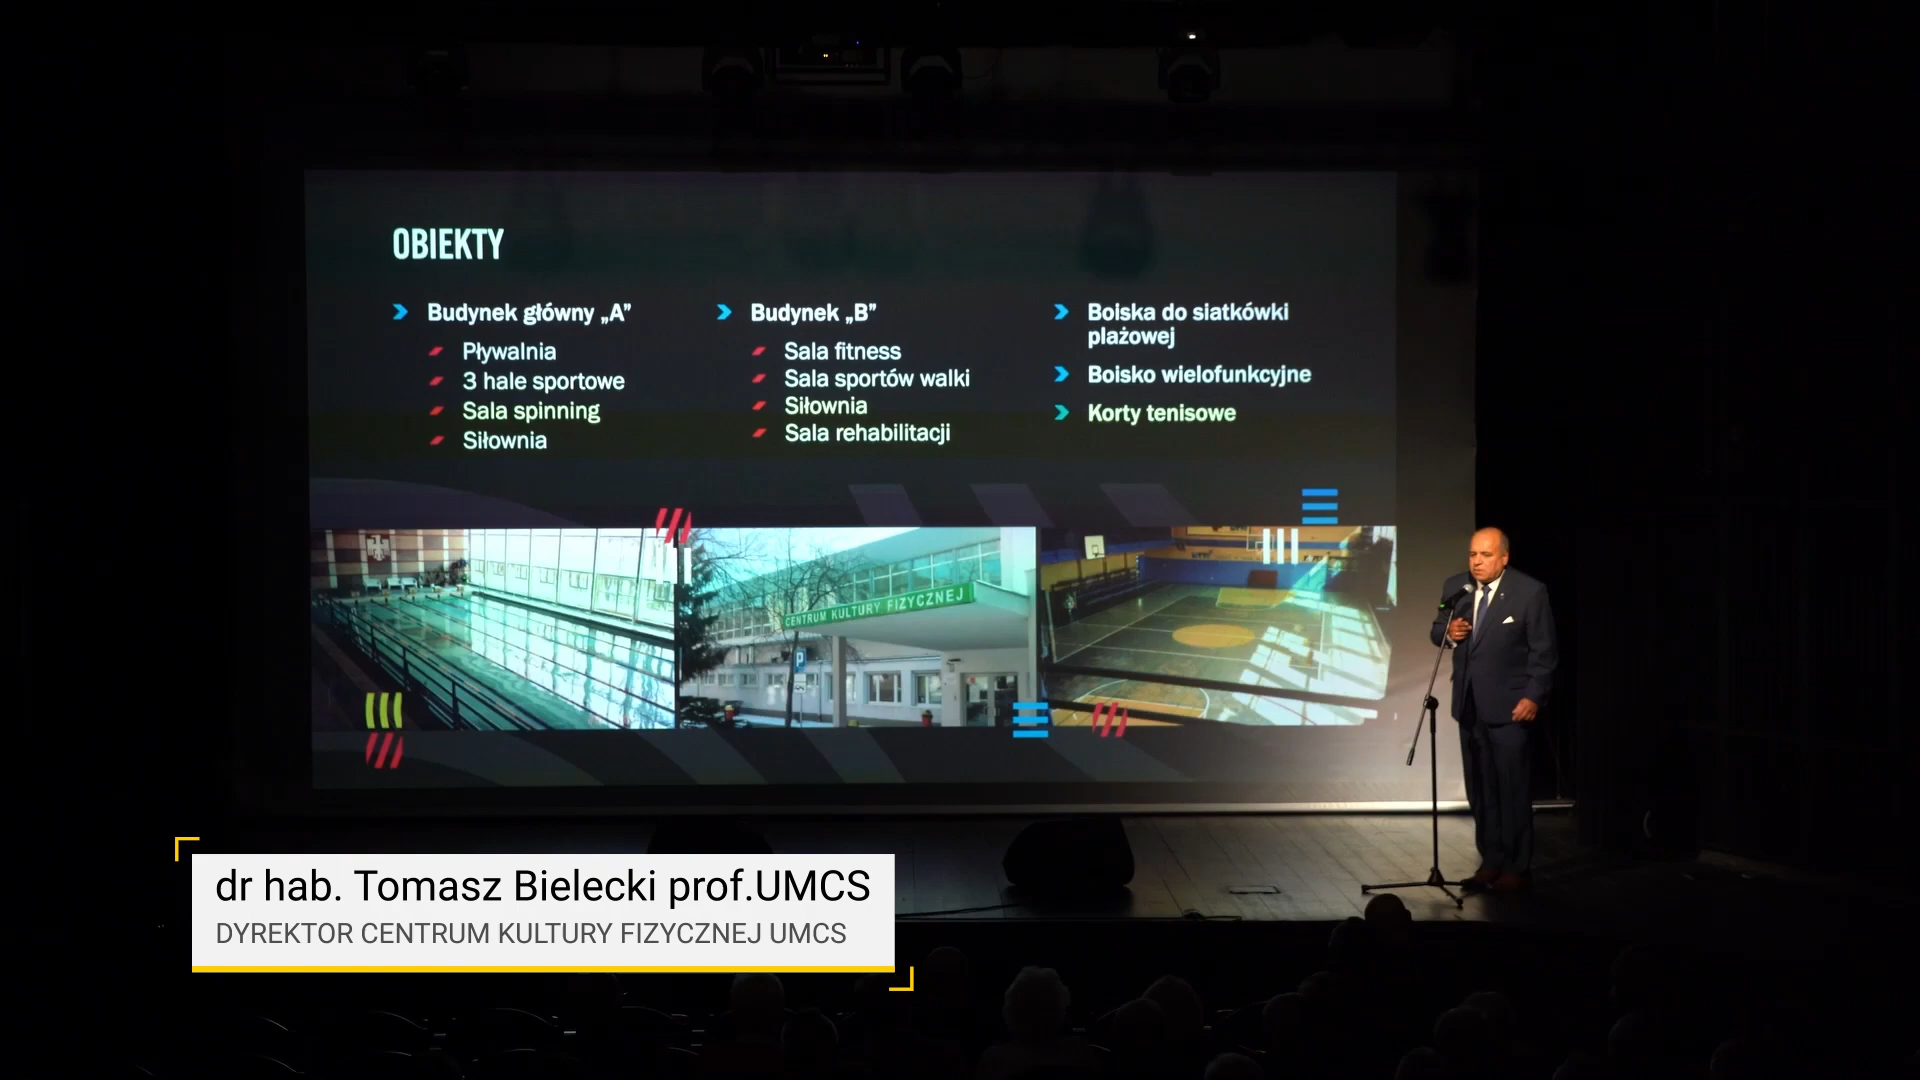 OBIEKTY
Budynek główny „A”
Pływalnia
3 hale sportowe
Sala spinning
Siłownia
Budynek „B”
Sala fitness
Sala sportów walki
Siłownia
Sala rehabilitacji
Boiska do siatkówki
plażowej
Boisko wielofunkcyjne
Korty tenisowe
CENTRUM KULTURY FIZYCZNEJ
P
dr hab. Tomasz Bielecki prof.UMCS
DYREKTOR CENTRUM KULTURY FIZYCZNEJ UMCS